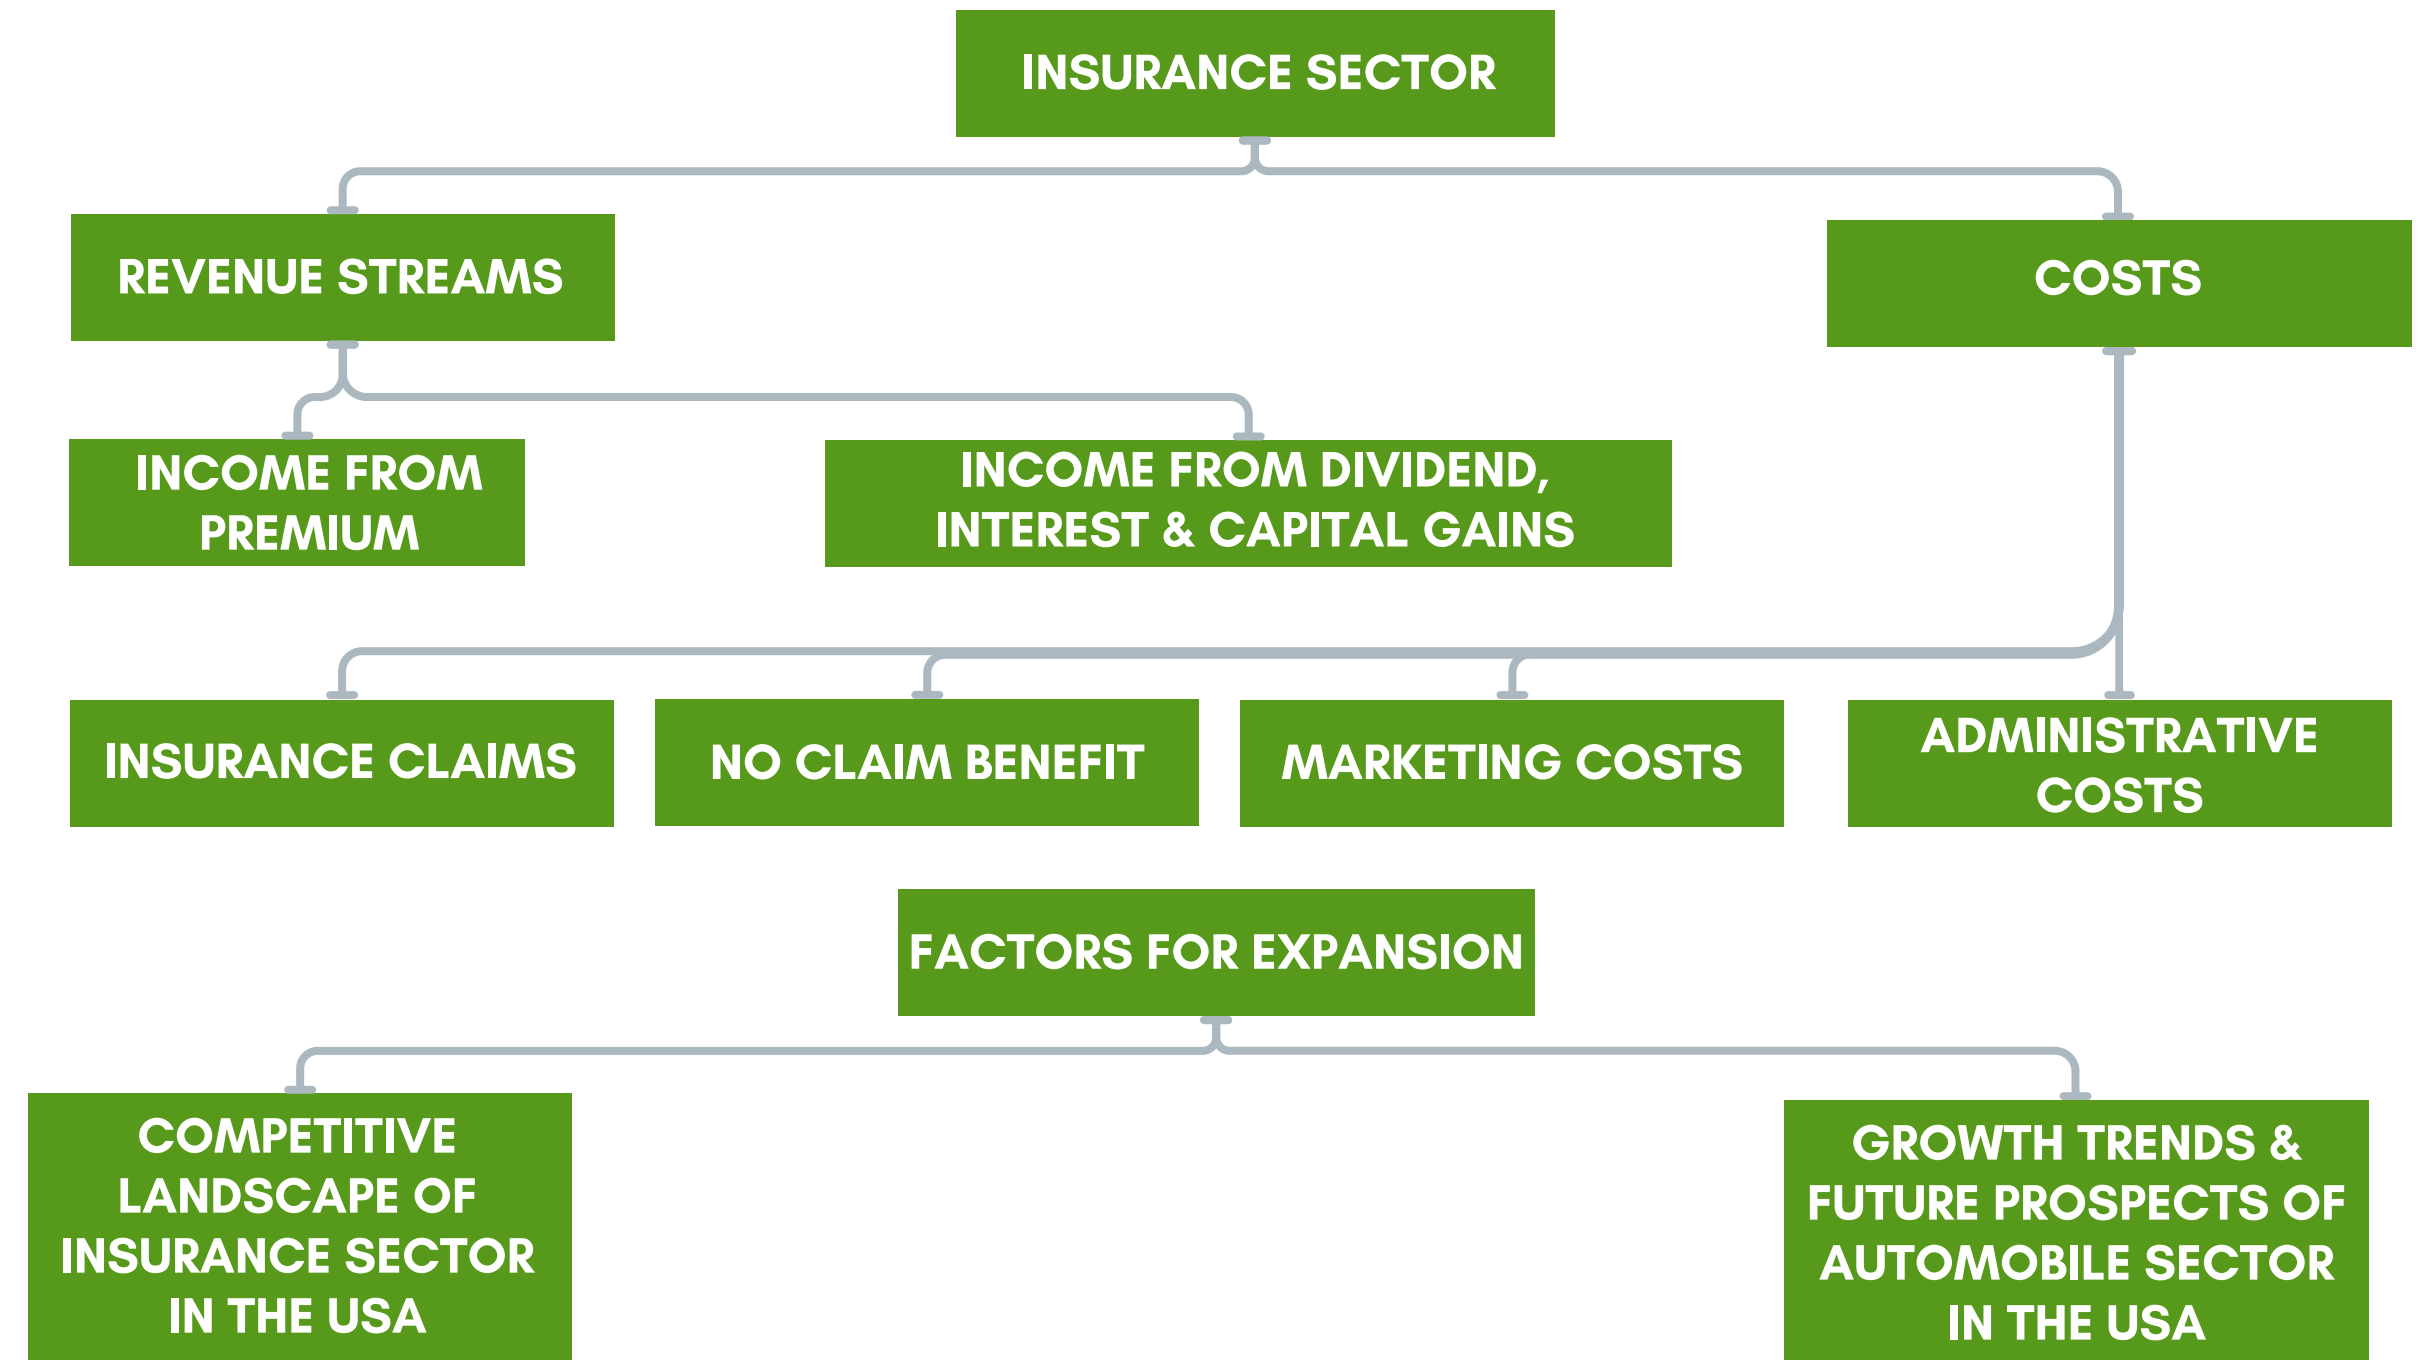 INSURANCE SECTOR
REVENUE STREAMS
COSTS
INCOME FROM
PREMIUM
INCOME FROM DIVIDEND,
INTEREST & CAPITAL GAINS
INSURANCE CLAIMS
NO CLAIM BENEFIT
MARKETING COSTS
ADMINISTRATIVE
COSTS
FACTORS FOR EXPANSION
COMPETITIVE
LANDSCAPE OF
INSURANCE SECTOR
IN THE USA
GROWTH TRENDS &
FUTURE PROSPECTS OF
AUTOMOBILE SECTOR
IN THE USA